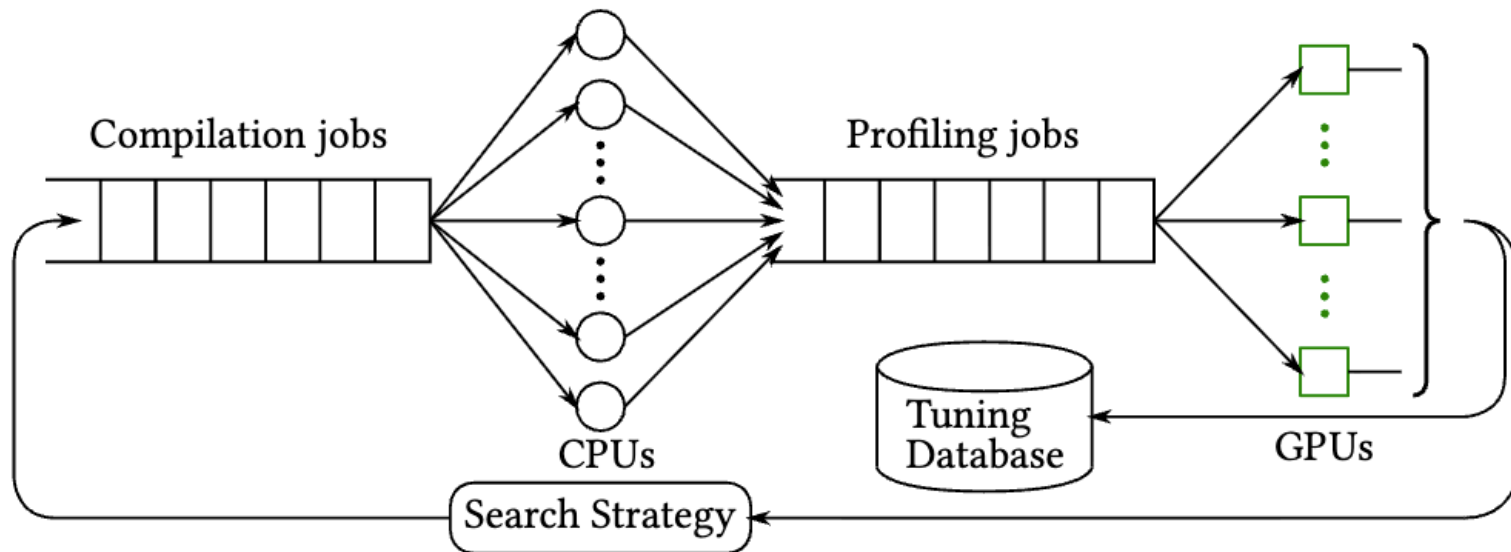 Compilation jobs
Profiling jobs
CPUs
Tuning
Database
GPUs
Search Strategy